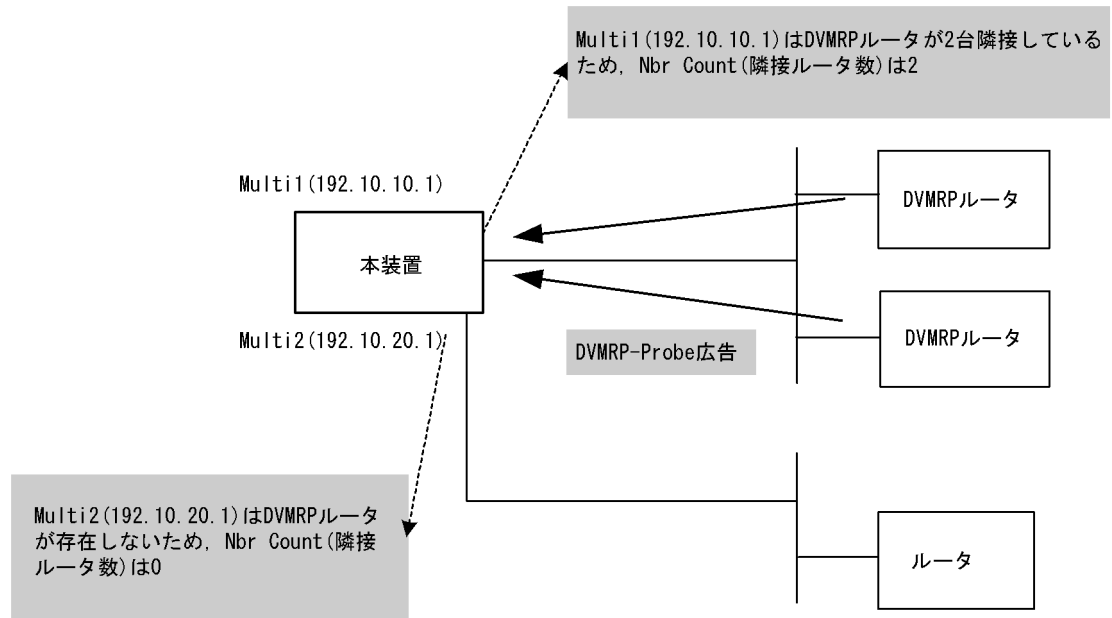 Multi1(192.10.10.1)はDVMRPルータが2台隣接している
ため, Nbr Count(隣接ルータ数)は2
Multi1(192.10.10.1)
DVMRPルータ
本装置
DVMRPルータ
Multi2(192.10.20.1)
DVMRP-Probe広告
Multi2(192.10.20.1)はDVMRPルータ
が存在しないため, Nbr Count(隣接
ルータ数)は0
ルータ